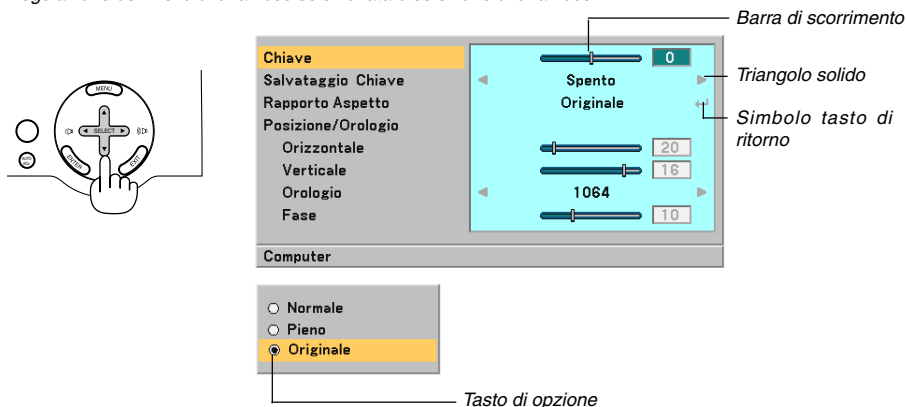 Barra di scorrimento
Chiave 0
Salvataggio Chiave Spento
Triangolo solido
Rapporto Aspetto Originale
Simbolo tasto di
ritorno
Posizione/Orologio
Orizzontale 20
Verticale 16
Orologio 1064
Fase 10
Computer
MENU
SELECT
ENTER
EXIT
AUTO
ADJ
Normale
Pieno
Originale
Tasto di opzione